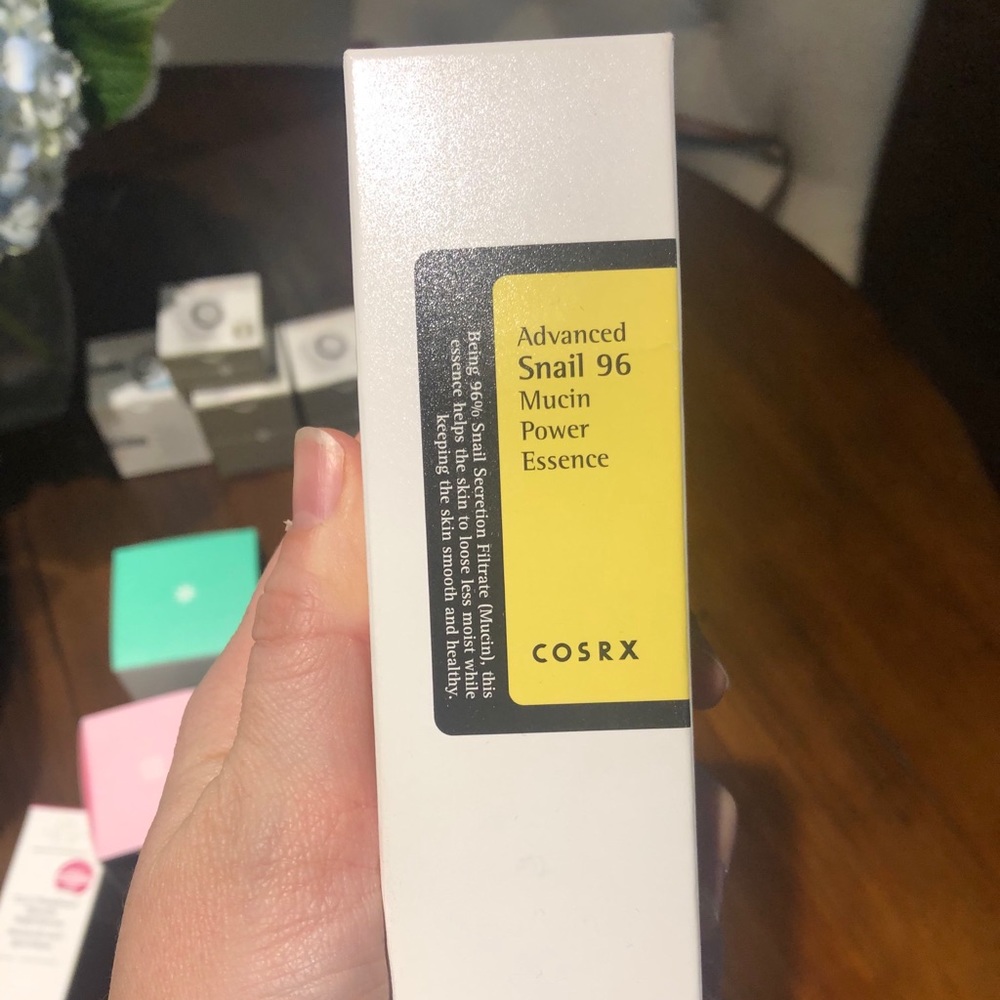 Advanced
Snail 96
Mucin
Power
Essence
COSRX
Being 96% Snail Secretion Filtrate (Mucin), this
essence helps the skin to loose less moist while
keeping the skin smooth and healthy.